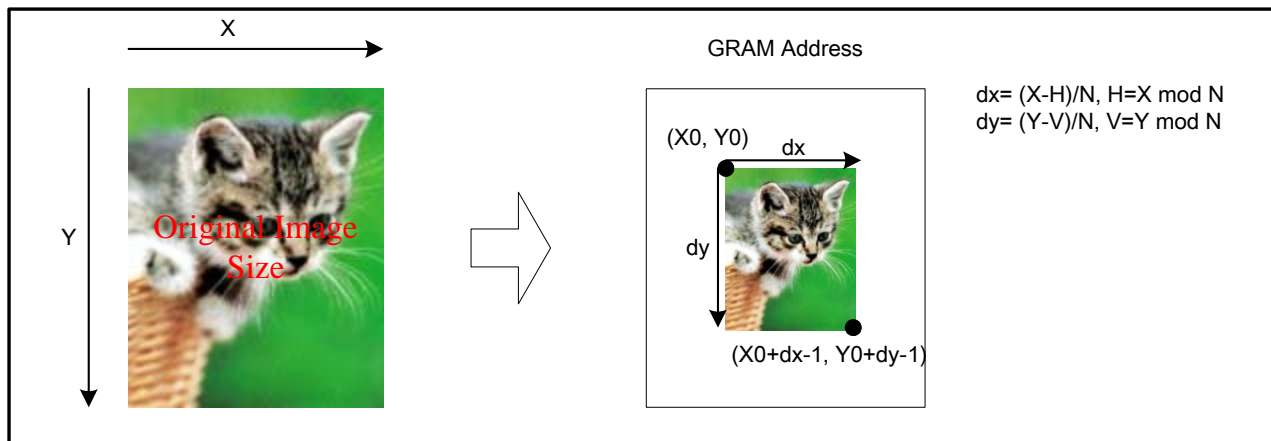 X
Y
Original Image
Size
GRAM Address
(X0, Y0)
dx
dy
(X0+dx-1, Y0+dy-1)
dx= (X-H)/N, H=X mod N
dy= (Y-V)/N, V=Y mod N